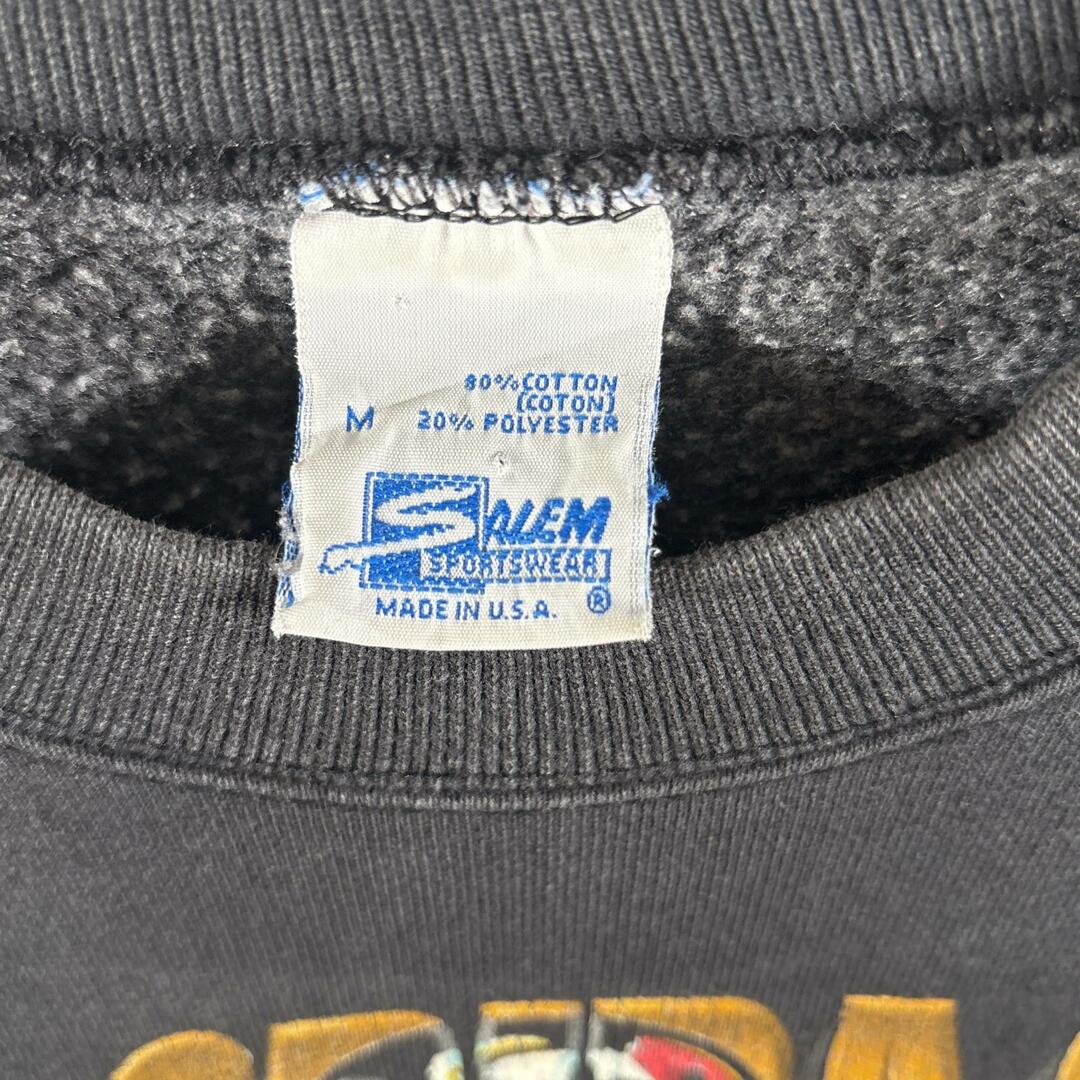 80% COTTON
(COTON)
M 20% POLYESTER
SALEM
SPORTSWEAR
MADE IN U.S.A. ®